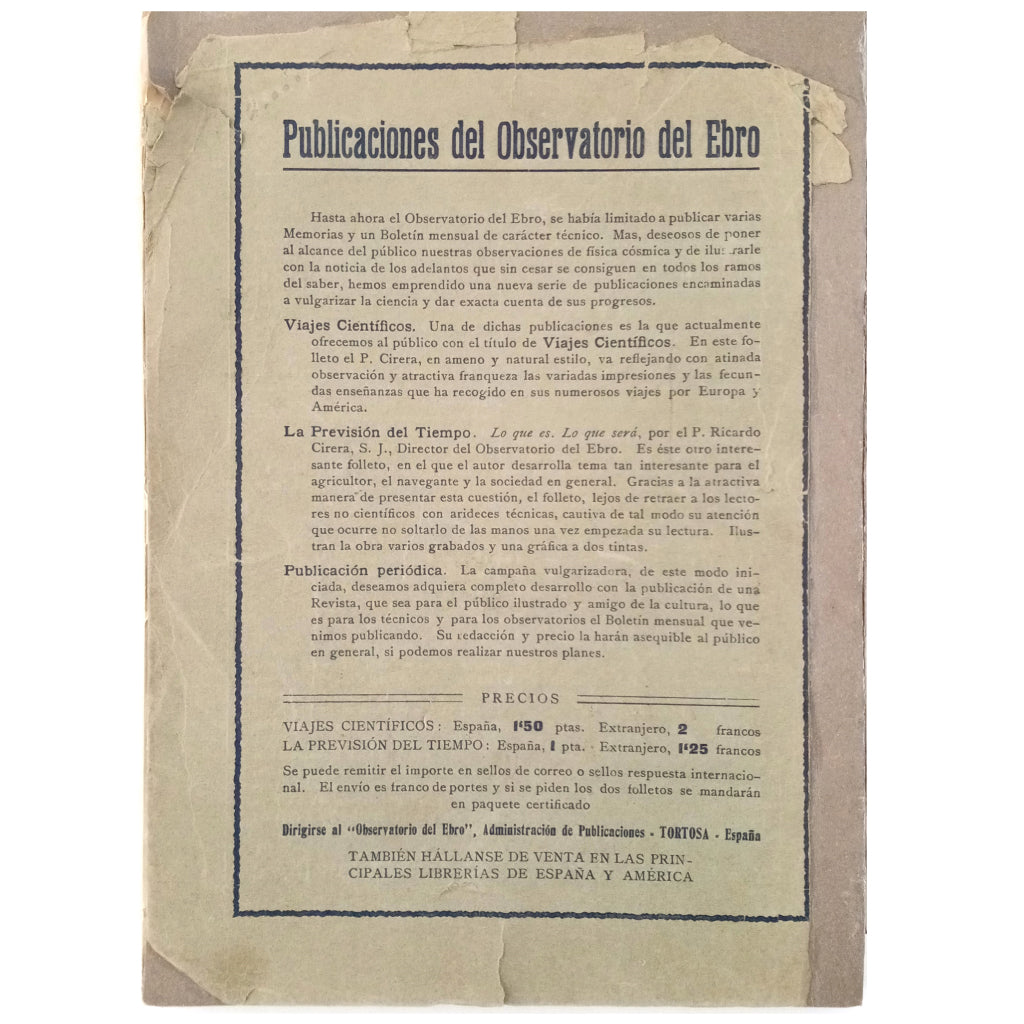 Publicaciones del Observatorio del Ebro
Hasta ahora el Observatorio del Ebro, se había limitado a publicar varias
Memorias y un Boletín mensual de carácter técnico. Mas, deseosos de poner
al alcance del público nuestras observaciones de física cósmica y de
con la noticia de los adelantos que sin cesar se consiguen en todos los ramos
del saber, hemos emprendido una nueva serie de publicaciones encaminadas
a vulgarizar la ciencia y dar exacta cuenta de sus progresos.
Viajes Científicos. Una de dichas publicaciones es la que actualmente
ofrecemos al público con el título de Viajes Científicos. En este fo-
lleto el P. Cirera, en ameno y natural estilo, va reflejando con atinada
observación y atractiva franqueza las variadas impresiones y las fecun-
das enseñanzas que ha recogido en sus numerosos viajes por Europa y
América.
La Previsión del Tiempo. Lo que es. Lo que será, por el P. Ricardo
Cirera, S. J., Director del Observatorio del Ebro. Es éste otro intere-
sante folleto, en el que el autor desarrolla tema tan interesante para el
agricultor, el navegante y la sociedad en general. Gracias a la atractiva
manera de presentar esta cuestión, el folleto, lejos de retraer a los lecto-
res no científicos con arideces técnicas, cautiva de tal modo su atención
que ocurre no soltarlo de las manos una vez empezada su lectura. Ilus-
tran la obra varios grabados y una gráfica a dos tintas.
Publicación periódica. La campaña vulgarizadora, de este modo ini-
ciada, deseamos adquiera completo desarrollo con la publicación de una
Revista, que sea para el público ilustrado y amigo de la cultura, lo que
es para los técnicos y para los observatorios el Boletín mensual que ve-
nimos publicando. Su redacción y precio la harán asequible al público
en general, si podemos realizar nuestros planes.
PRECIOS
VIAJES CIENTÍFICOS: España, 1'50 ptas. Extranjero, 2 francos
LA PREVISIÓN DEL TIEMPO: España, 1 pta. Extranjero, 1'25 francos
Se puede remitir el importe en sellos de correo o sellos respuesta internacio-
nal. El envío es franco de portes y si se piden los dos folletos se mandarán
en paquete certificado
Dirigirse al "Observatorio del Ebro", Administración de Publicaciones - TORTOSA - España
TAMBIÉN HÁLLANSE DE VENTA EN LAS PRIN-
CIPALES LIBRERÍAS DE ESPAÑA Y AMÉRICA